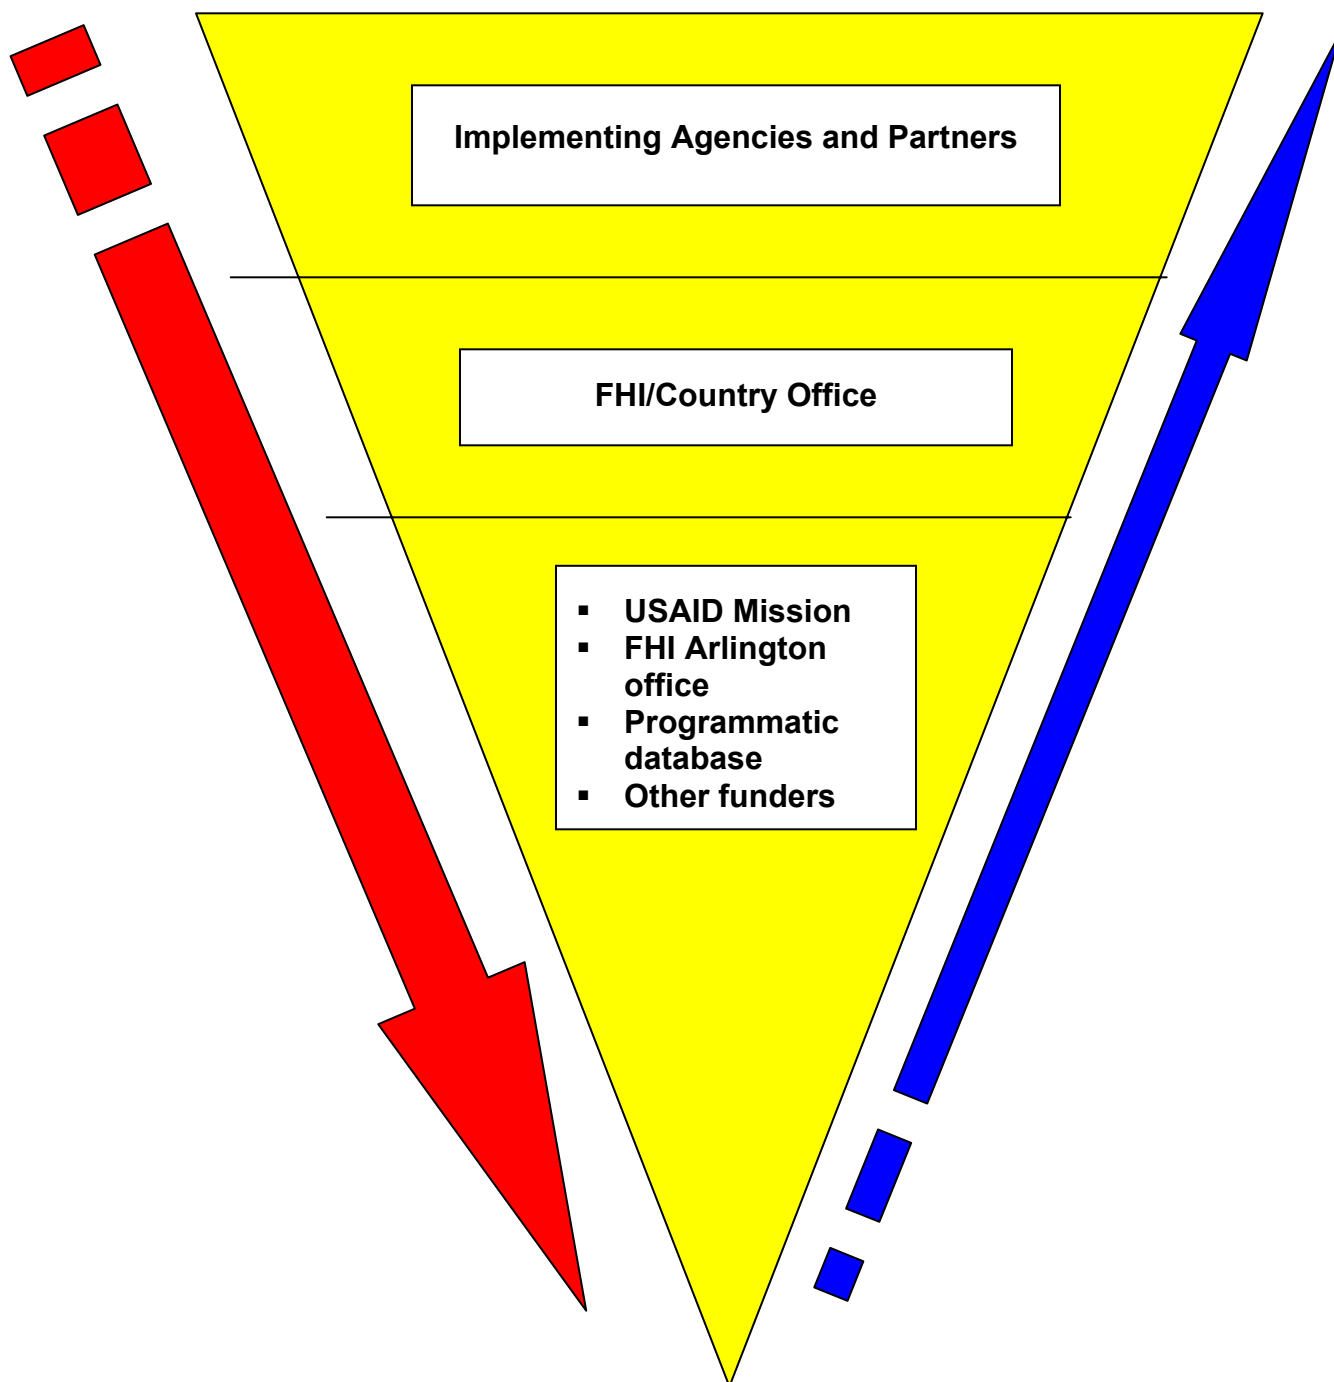 Implementing Agencies and Partners
FHI/Country Office
▪ USAID Mission
▪ FHI Arlington
office
▪ Programmatic
database
▪ Other funders